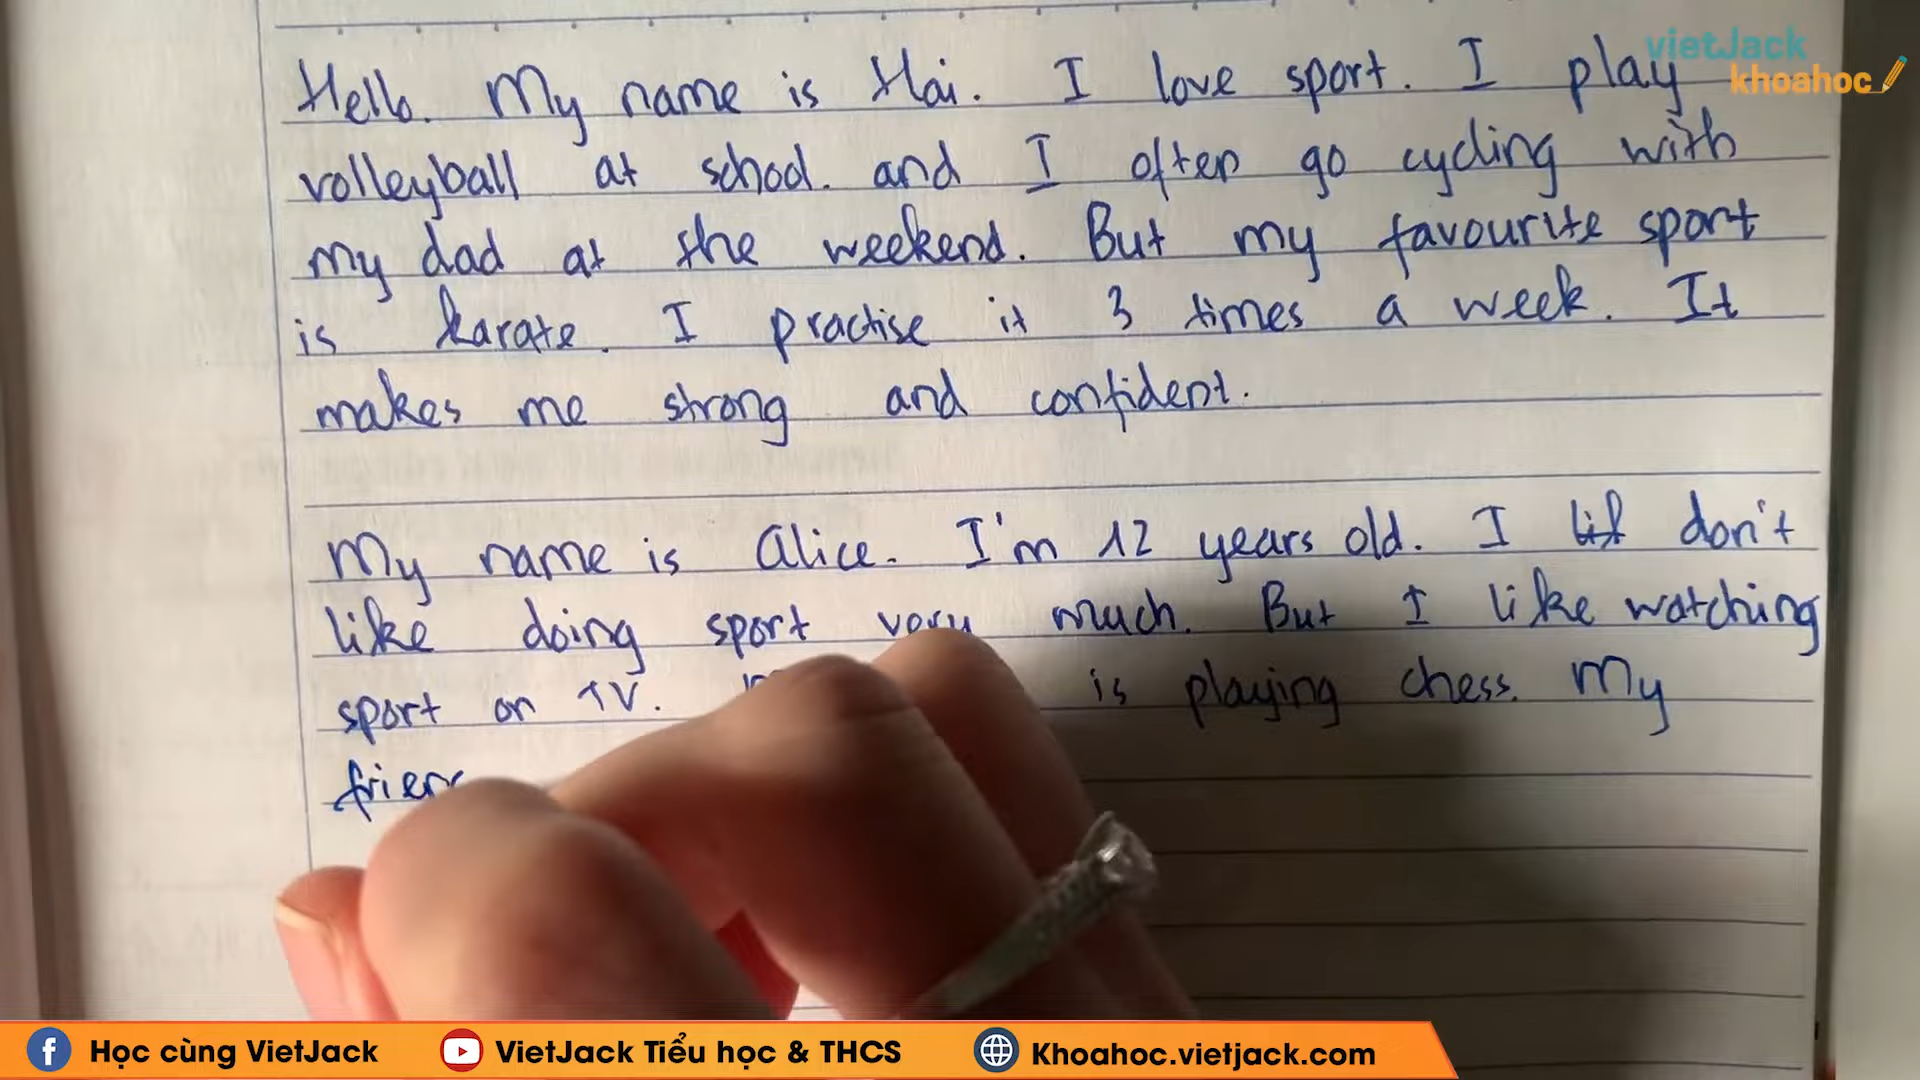 vietJack
khoahoc
Hello. My name is Hai. I love sport. I play
volleyball at school. and I often go cycling with
my dad at the weekend. But my favourite sport
is karate. I practise it 3 times a week. It
makes me strong and confident.
My name is Alice. I'm 12 years old. I don't
like doing sport very much. But I like watching
sport on TV. is playing chess. My
Học cùng VietJack
VietJack Tiểu học & THCS
Khoahoc.vietjack.com